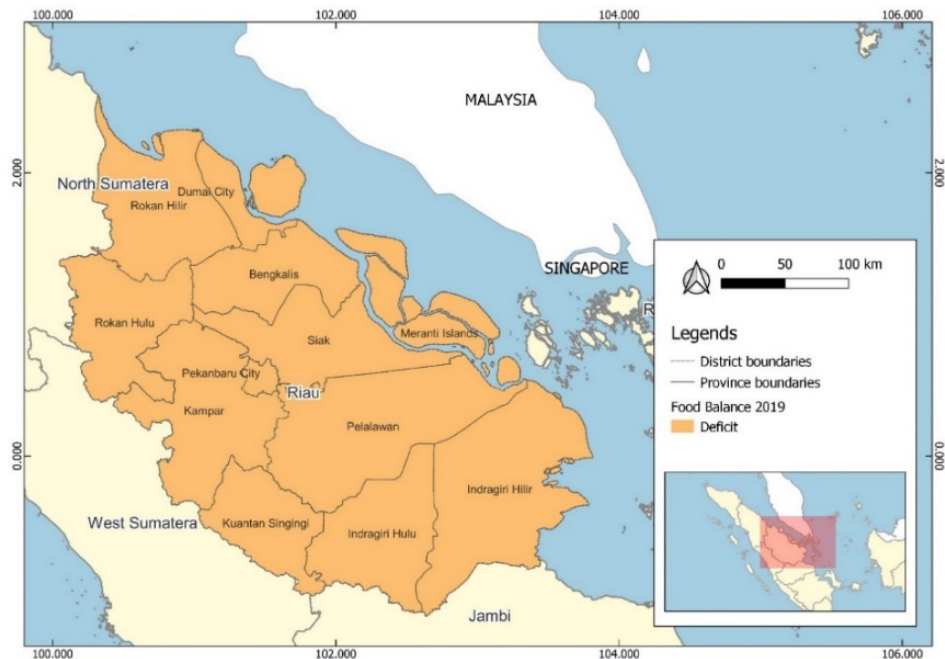 100.000
102.000
104.000
106.000
MALAYSIA
2.000
2.000
North Sumatera
Dumai City
Rokan Hilir
SINGAPORE
Bengkalis
Rokan Hulu
Siak
Meranti Islands
Pekanbaru City
Riau
Kampar
Pelalawan
0.000
0.000
Indragiri Hilir
West Sumatera
Kuantan Singingi
Indragiri Hulu
Jambi
R
0 50 100 km
Legends
District boundaries
Province boundaries
Food Balance 2019
Deficit
100.000
102.000
104.000
106.000